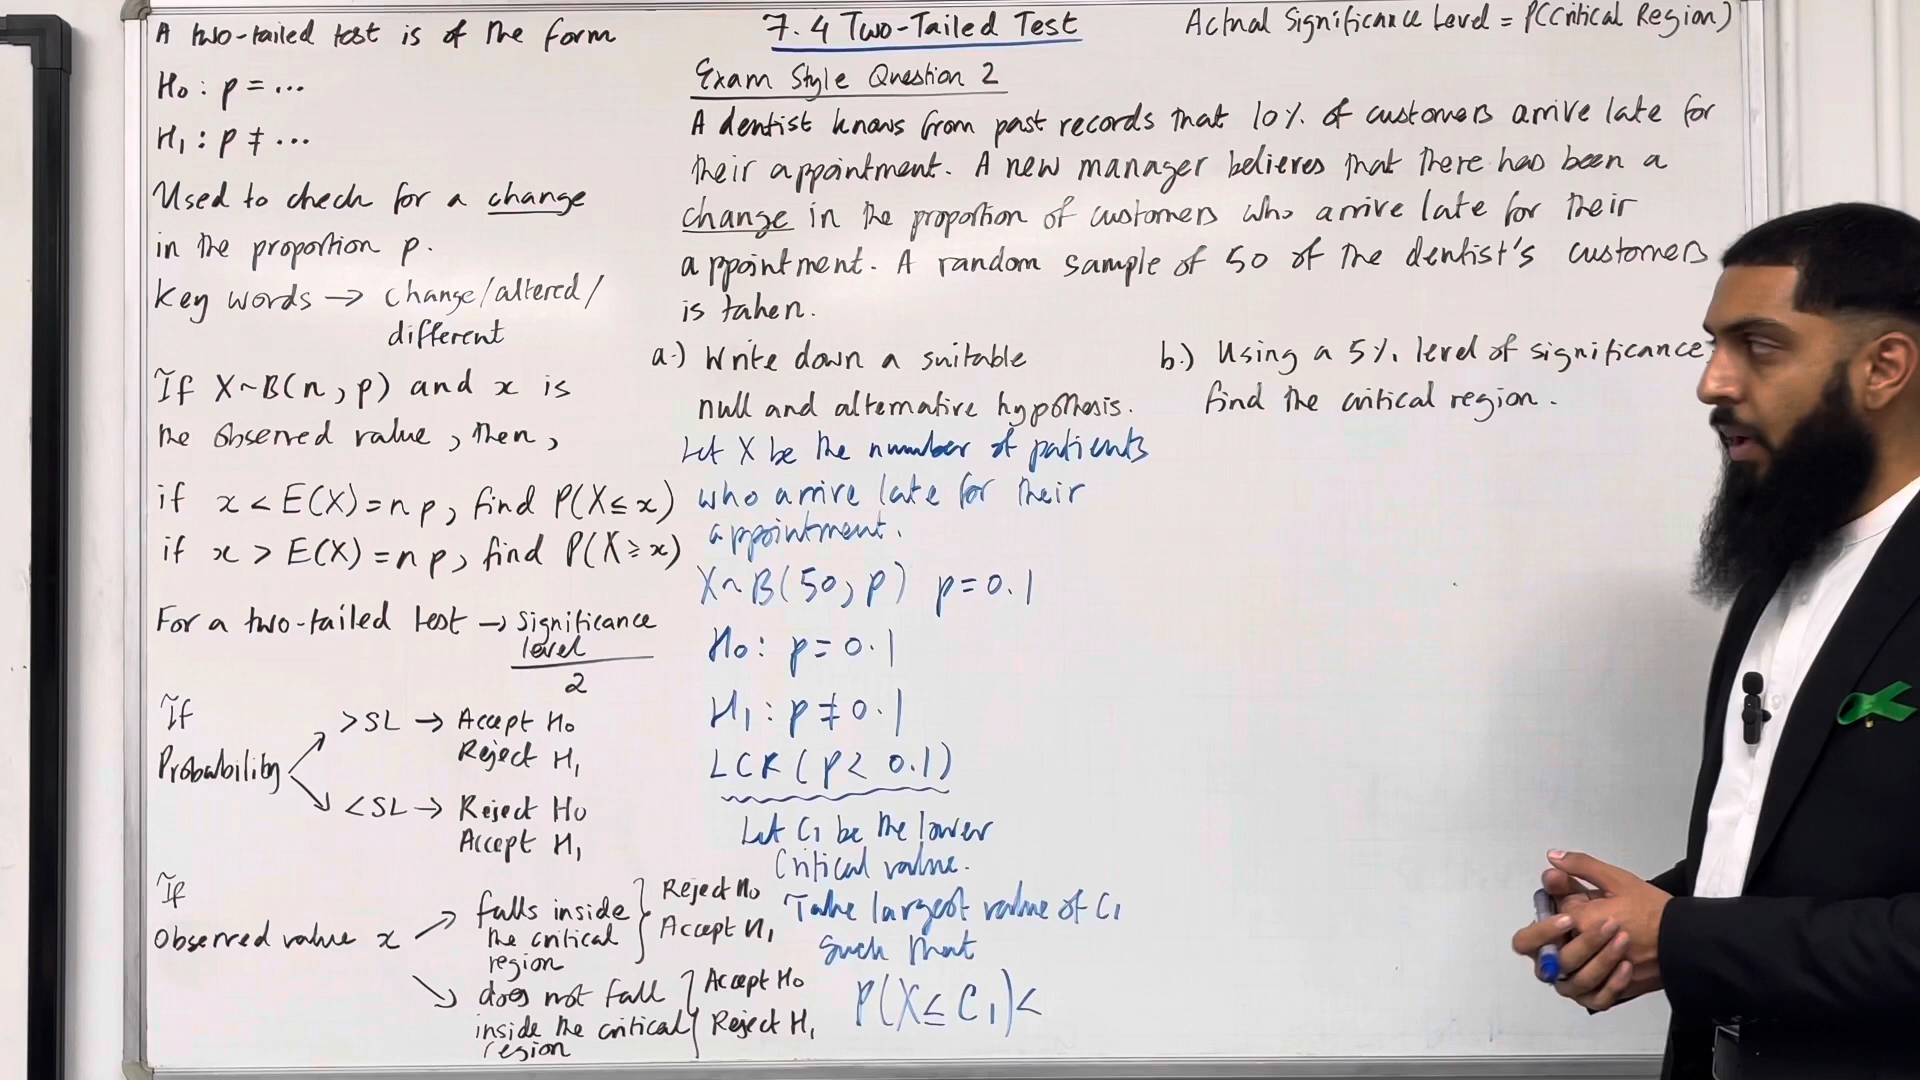 7.4 Two-Tailed Test
Actual Significance Level = P(Critical Region)
A two-tailed test is of the form
H₀ : p = ...
H₁ : p ≠ ...
Used to check for a change
in the proportion p.
Key words → change/altered/
different
If X~B(n, p) and x is
the observed value, then,
if x < E(X) = np, find P(X ≤ x)
if x > E(X) = np, find P(X ≥ x)
For a two-tailed test → significance
level
2
If
Probability
>SL → Accept H₀
Reject H₁
<SL → Reject H₀
Accept H₁
If
Observed value x
falls inside
the critical
region
Reject H₀
Accept H₁
does not fall
inside the critical
region
Accept H₀
Reject H₁
Exam Style Question 2
A dentist knows from past records that 10% of customers arrive late for
their appointment. A new manager believes that there has been a
change in the proportion of customers who arrive late for their
appointment. A random sample of 50 of the dentist's customers
is taken.
a.) Write down a suitable
null and alternative hypothesis.
Let X be the number of patients
who arrive late for their
appointment.
X~B(50, p) p = 0.1
H₀ : p = 0.1
H₁ : p ≠ 0.1
LCR (p < 0.1)
Let C₁ be the lower
Critical value.
Take largest value of C₁
such that
P(X ≤ C₁) <
b.) Using a 5% level of significance
find the critical region.